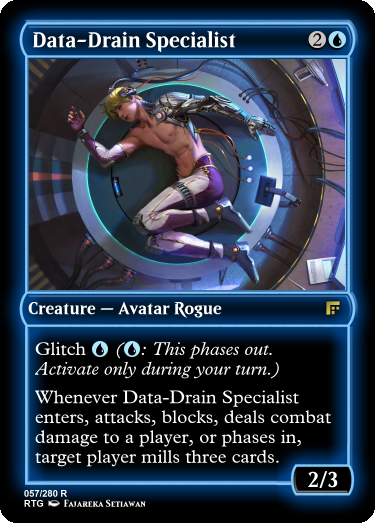 Data-Drain Specialist 2
Creature — Avatar Rogue
Glitch (: This phases out.
Activate only during your turn.)
Whenever Data-Drain Specialist
enters, attacks, blocks, deals combat
damage to a player, or phases in,
target player mills three cards.
2/3
057/280 R
RTG Fajareka Setiawan